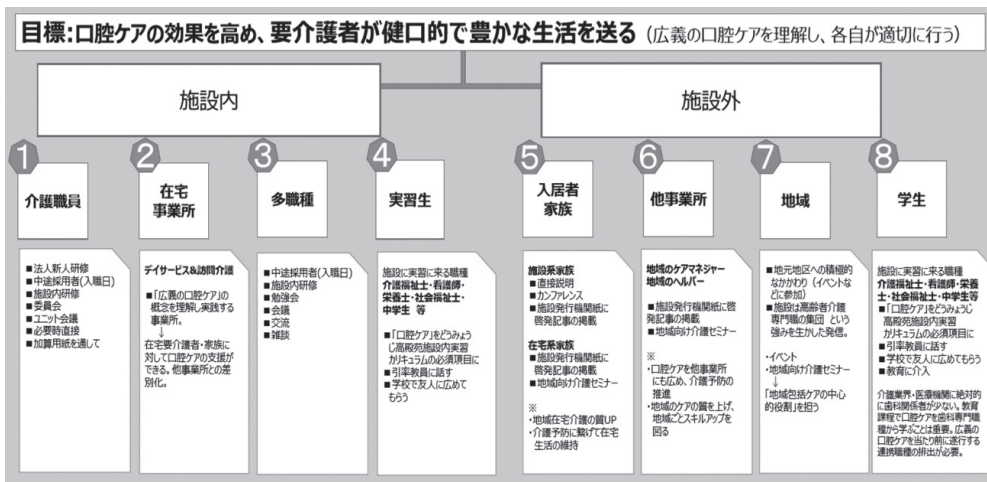 目標:口腔ケアの効果を高め、要介護者が健口的で豊かな生活を送る（広義の口腔ケアを理解し、各自が適切に行う）
施設内
施設外
1
介護職員
■法人新人研修
■中途採用者(入職日)
■施設内研修
■委員会
■ユニット会議
■必要時直接
■加算用紙を通して
2
在宅
事業所
デイサービス&訪問介護
■「広義の口腔ケア」の
概念を理解し実践する
事業所。
↓
在宅要介護者・家族に
対して口腔ケアの支援が
できる。他事業所との差
別化。
3
多職種
■中途採用者(入職日)
■施設内研修
■勉強会
■会議
■交流
■雑談
4
実習生
施設に実習に来る職種
介護福祉士・看護師・
栄養士・社会福祉士・
中学生 等
■「口腔ケア」をどうみょう
じ高殿苑施設内実習
カリキュラムの必須項目に
■引率教員に話す
■学校で友人に広めて
もらう
5
入居者
家族
施設系家族
■直接説明
■カンファレンス
■施設発行機関紙に
啓発記事の掲載
在宅系家族
■施設発行機関紙に
啓発記事の掲載
■地域向け介護セミナー
※
・地域在宅介護の質UP
・介護予防に繋げて在宅
生活の維持
6
他事業所
地域のケアマネジャー
地域のヘルパー
■施設発行機関紙に啓
発記事の掲載
■地域向け介護セミナー
※
・口腔ケアを他事業所
にも広め、介護予防の
推進
・地域のケアの質を上げ、
地域ごとスキルアップを
図る
7
地域
■地元地区への積極的
なかかわり（イベントな
どに参加）
■施設は高齢者介護
専門職の集団 という
強みを生かした発信。
・イベント
・地域向け介護セミナー
↓
「地域包括ケアの中心
的役割」を担う
8
学生
施設に実習に来る職種
介護福祉士・看護師・栄養
士・社会福祉士・中学生等
■「口腔ケア」をどうみょう
じ高殿苑施設内実習
カリキュラムの必須項目に
■引率教員に話す
■学校で友人に広めてもらう
■教育に介入
介護業界・医療機関に絶対的
に歯科関係者が少ない。教育
課程で口腔ケアを歯科専門職
種から学ぶことは重要。広義の
口腔ケアを当たり前に遂行する
連携職種の排出が必要。